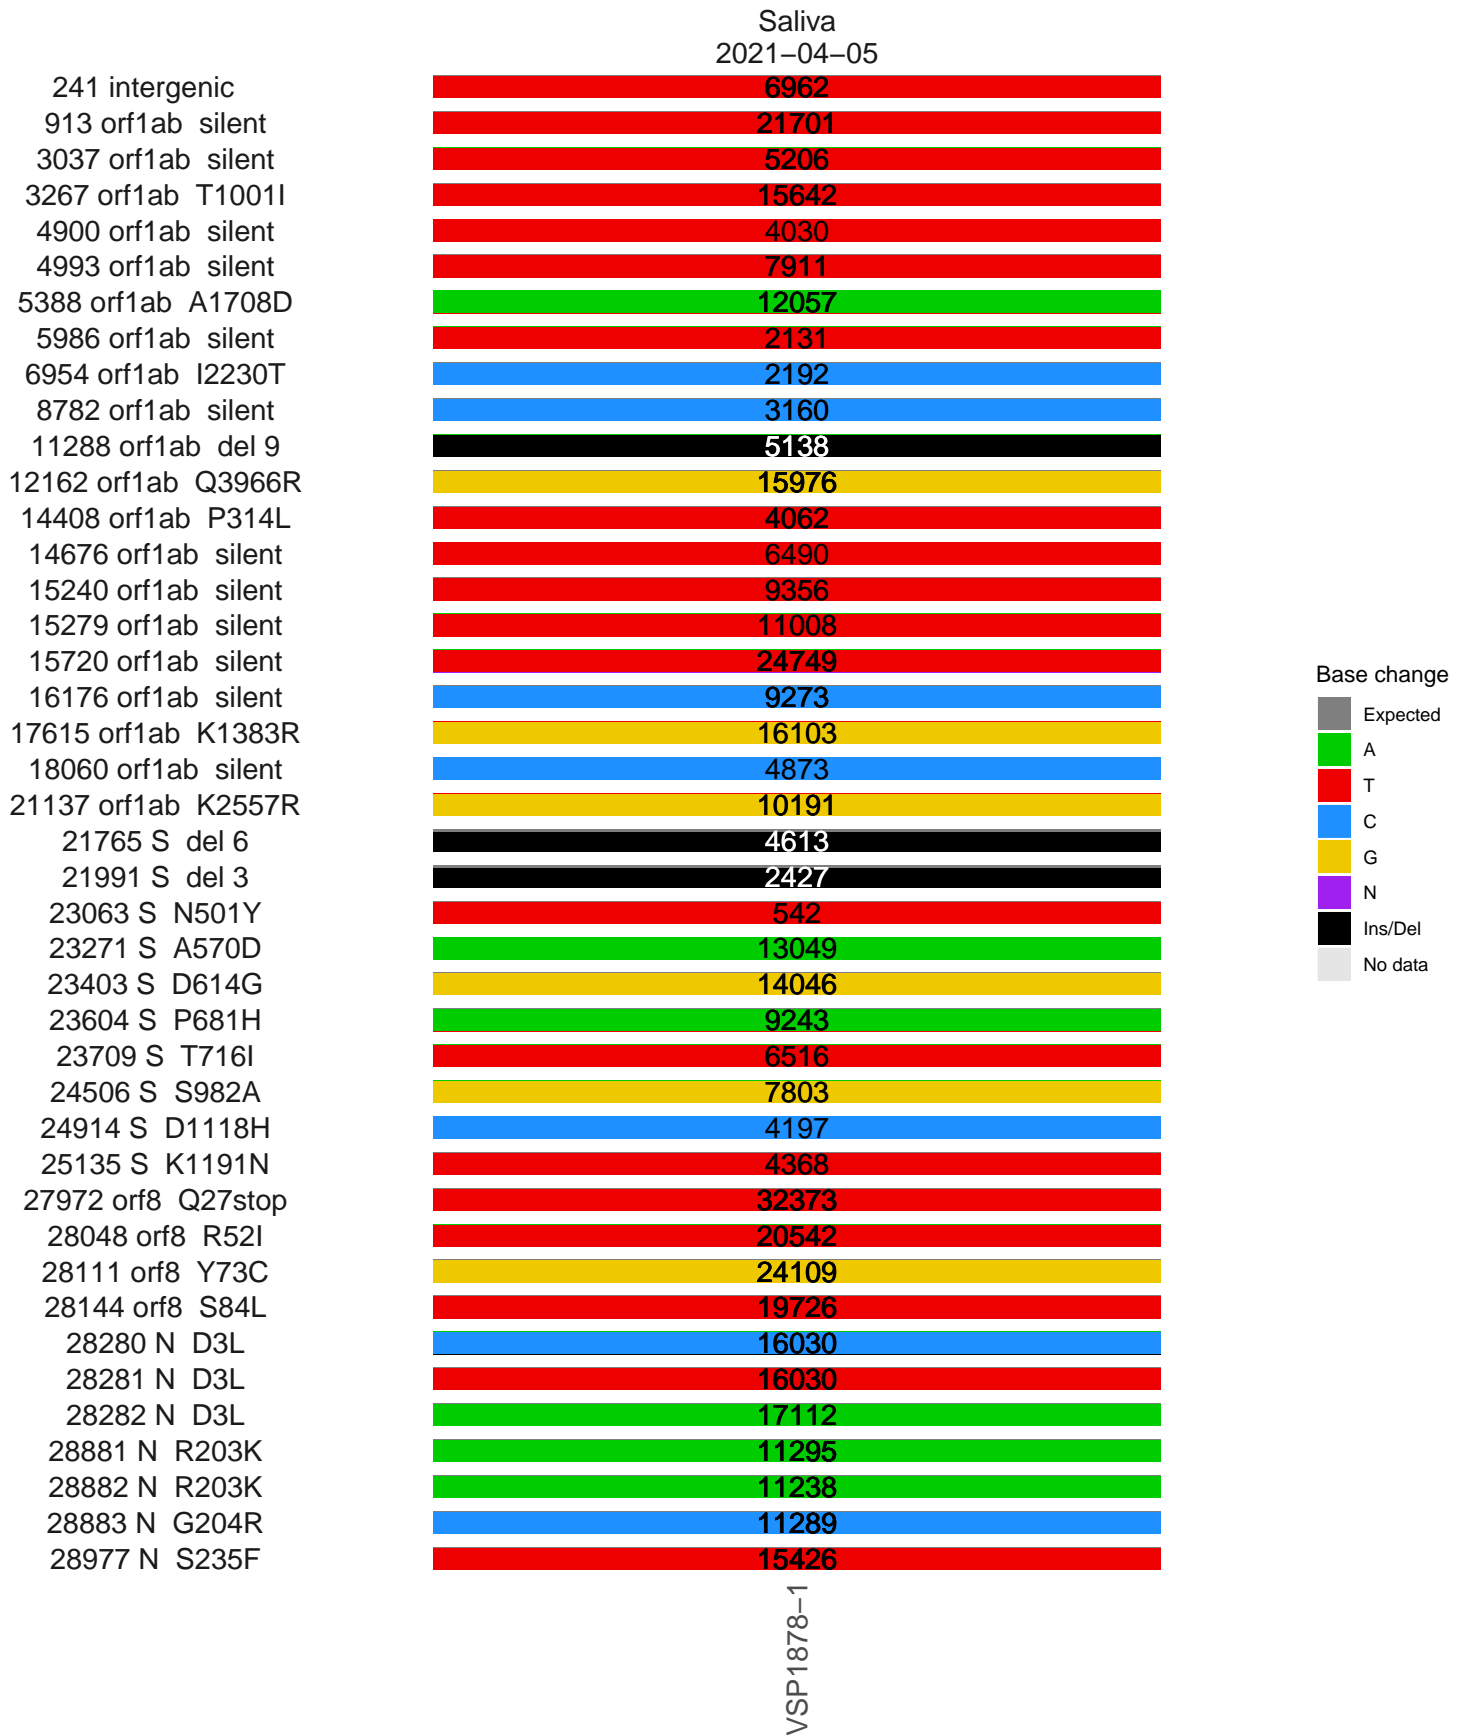 Saliva
2021−04−05
241 intergenic 6962
913 orf1ab silent 21701
3037 orf1ab silent 5206
3267 orf1ab T1001I 15642
4900 orf1ab silent 4030
4993 orf1ab silent 7911
5388 orf1ab A1708D 12057
5986 orf1ab silent 2131
6954 orf1ab I2230T 2192
8782 orf1ab silent 3160
11288 orf1ab del 9 5138
12162 orf1ab Q3966R 15976
14408 orf1ab P314L 4062
14676 orf1ab silent 6490
15240 orf1ab silent 9356
15279 orf1ab silent 11008
15720 orf1ab silent 24749
16176 orf1ab silent 9273
17615 orf1ab K1383R 16103
18060 orf1ab silent 4873
21137 orf1ab K2557R 10191
21765 S del 6 4613
21991 S del 3 2427
23063 S N501Y 542
23271 S A570D 13049
23403 S D614G 14046
23604 S P681H 9243
23709 S T716I 6516
24506 S S982A 7803
24914 S D1118H 4197
25135 S K1191N 4368
27972 orf8 Q27stop 32373
28048 orf8 R52I 20542
28111 orf8 Y73C 24109
28144 orf8 S84L 19726
28280 N D3L 16030
28281 N D3L 16030
28282 N D3L 17112
28881 N R203K 11295
28882 N R203K 11238
28883 N G204R 11289
28977 N S235F 15426
VSP1878−1
Base change
Expected
A
T
C
G
N
Ins/Del
No data